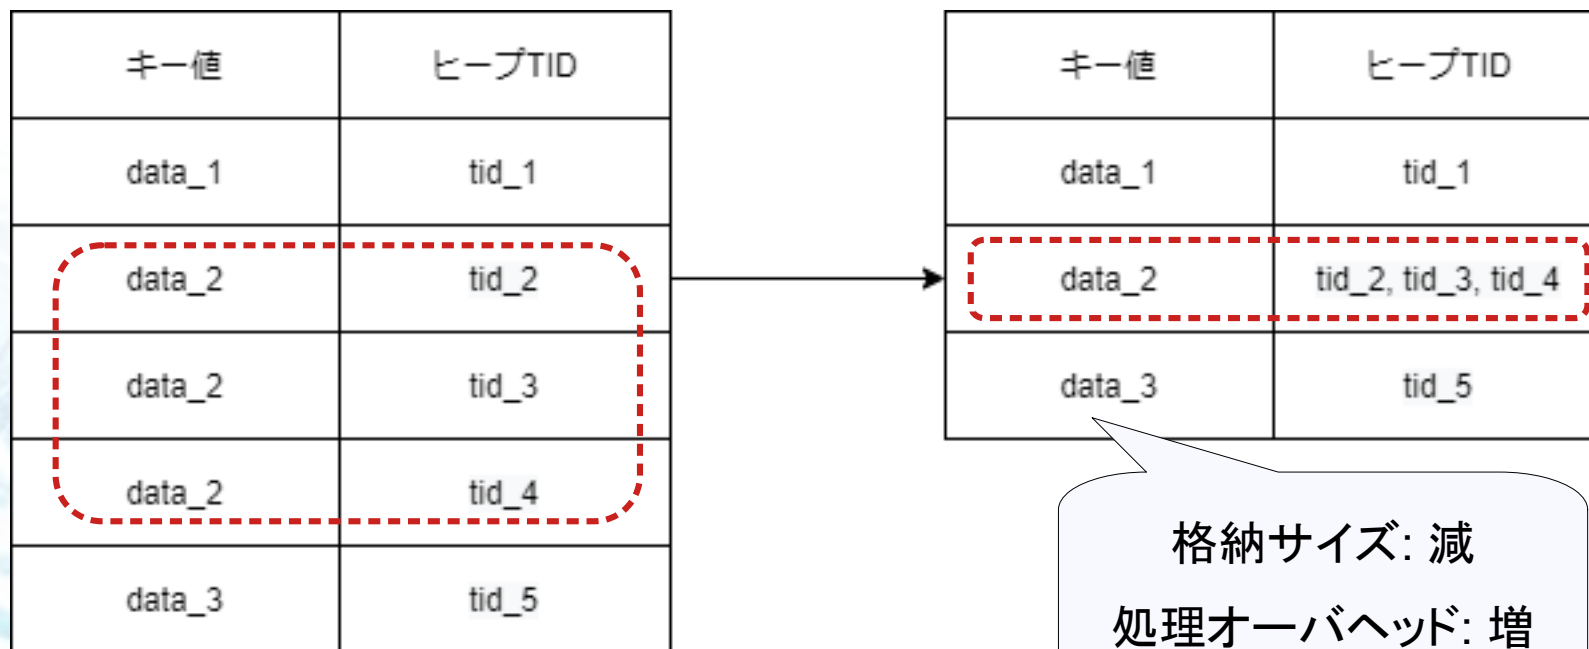 キー値 ヒープTID
data_1 tid_1
data_2 tid_2
data_2 tid_3
data_2 tid_4
data_3 tid_5
キー値 ヒープTID
data_1 tid_1
data_2 tid_2, tid_3, tid_4
data_3 tid_5
格納サイズ: 減
処理オーバヘッド: 増